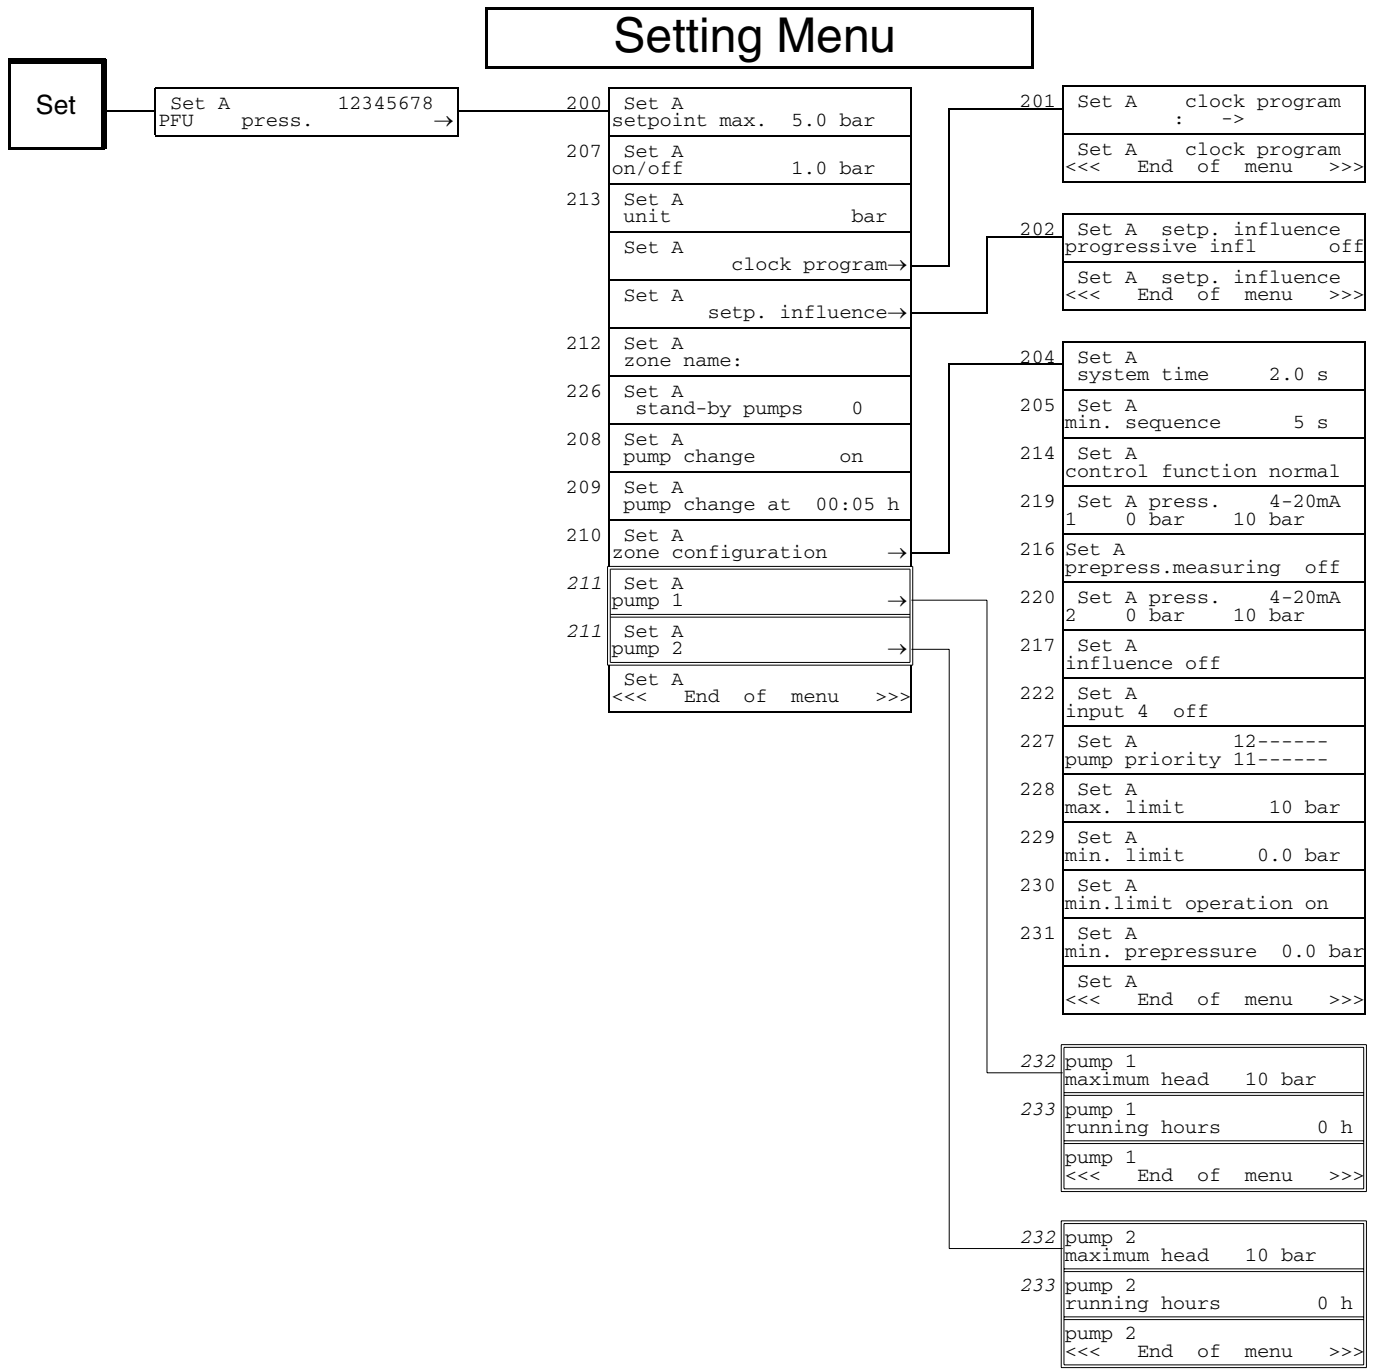 Setting Menu
Set
Set A 12345678
PFU press. →
200 Set A
setpoint max. 5.0 bar
207 Set A
on/off 1.0 bar
213 Set A
unit bar
Set A
clock program→
Set A
setp. influence→
212 Set A
zone name:
226 Set A
stand-by pumps 0
208 Set A
pump change on
209 Set A
pump change at 00:05 h
210 Set A
zone configuration →
211 Set A
pump 1 →
211 Set A
pump 2 →
Set A
<<< End of menu >>>
201 Set A clock program
: ->
Set A clock program
<<< End of menu >>>
202 Set A setp. influence
progressive infl off
Set A setp. influence
<<< End of menu >>>
204 Set A
system time 2.0 s
205 Set A
min. sequence 5 s
214 Set A
control function normal
219 Set A press. 4-20mA
1 0 bar 10 bar
216 Set A
prepress.measuring off
220 Set A press. 4-20mA
2 0 bar 10 bar
217 Set A
influence off
222 Set A
input 4 off
227 Set A 12------
pump priority 11------
228 Set A
max. limit 10 bar
229 Set A
min. limit 0.0 bar
230 Set A
min.limit operation on
231 Set A
min. prepressure 0.0 bar
Set A
<<< End of menu >>>
232 pump 1
maximum head 10 bar
233 pump 1
running hours 0 h
pump 1
<<< End of menu >>>
232 pump 2
maximum head 10 bar
233 pump 2
running hours 0 h
pump 2
<<< End of menu >>>